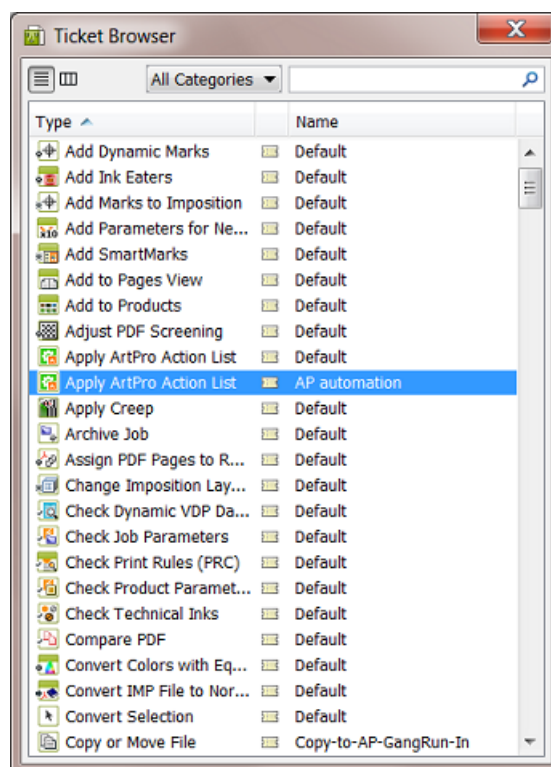 Ticket Browser
All Categories
Type Name
Add Dynamic Marks Default
Add Ink Eaters Default
Add Marks to Imposition Default
Add Parameters for Ne... Default
Add SmartMarks Default
Add to Pages View Default
Add to Products Default
Adjust PDF Screening Default
Apply ArtPro Action List Default
Apply ArtPro Action List AP automation
Apply Creep Default
Archive Job Default
Assign PDF Pages to R... Default
Change Imposition Lay... Default
Check Dynamic VDP Da... Default
Check Job Parameters Default
Check Print Rules (PRC) Default
Check Product Paramet... Default
Check Technical Inks Default
Compare PDF Default
Convert Colors with Eq... Default
Convert IMP File to Nor... Default
Convert Selection Default
Copy or Move File Copy-to-AP-GangRun-In